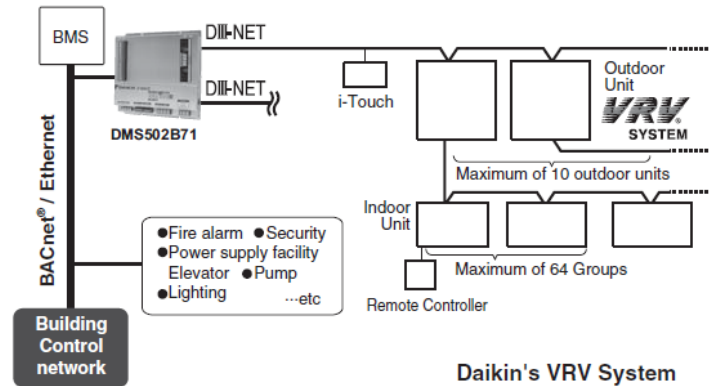 BMS
DIII-NET
DIII-NET
DMS502B71
i-Touch
Outdoor
Unit
VRV
SYSTEM
Maximum of 10 outdoor units
Indoor
Unit
Maximum of 64 Groups
Remote Controller
BACnet® / Ethernet
●Fire alarm ●Security
●Power supply facility
Elevator ●Pump
●Lighting ...etc
Building
Control
network
Daikin's VRV System